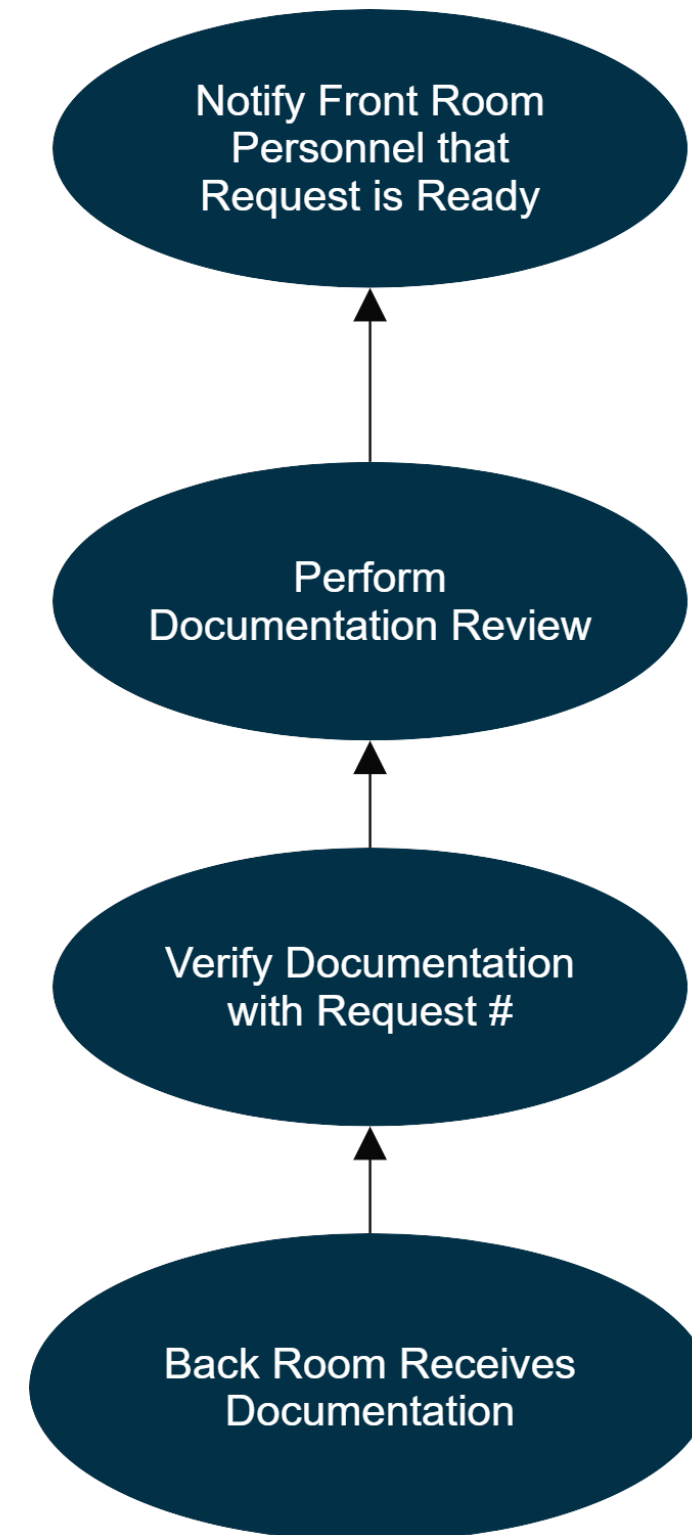 Notify Front Room
Personnel that
Request is Ready
Perform
Documentation Review
Verify Documentation
with Request #
Back Room Receives
Documentation